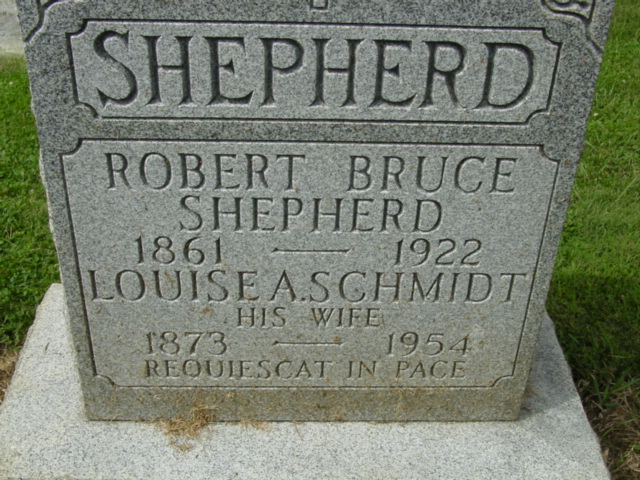 SHEPHERD
ROBERT BRUCE
SHEPHERD
1861 — 1922
LOUISE A. SCHMIDT
HIS WIFE
1873 — 1954
REQUIESCAT IN PACE